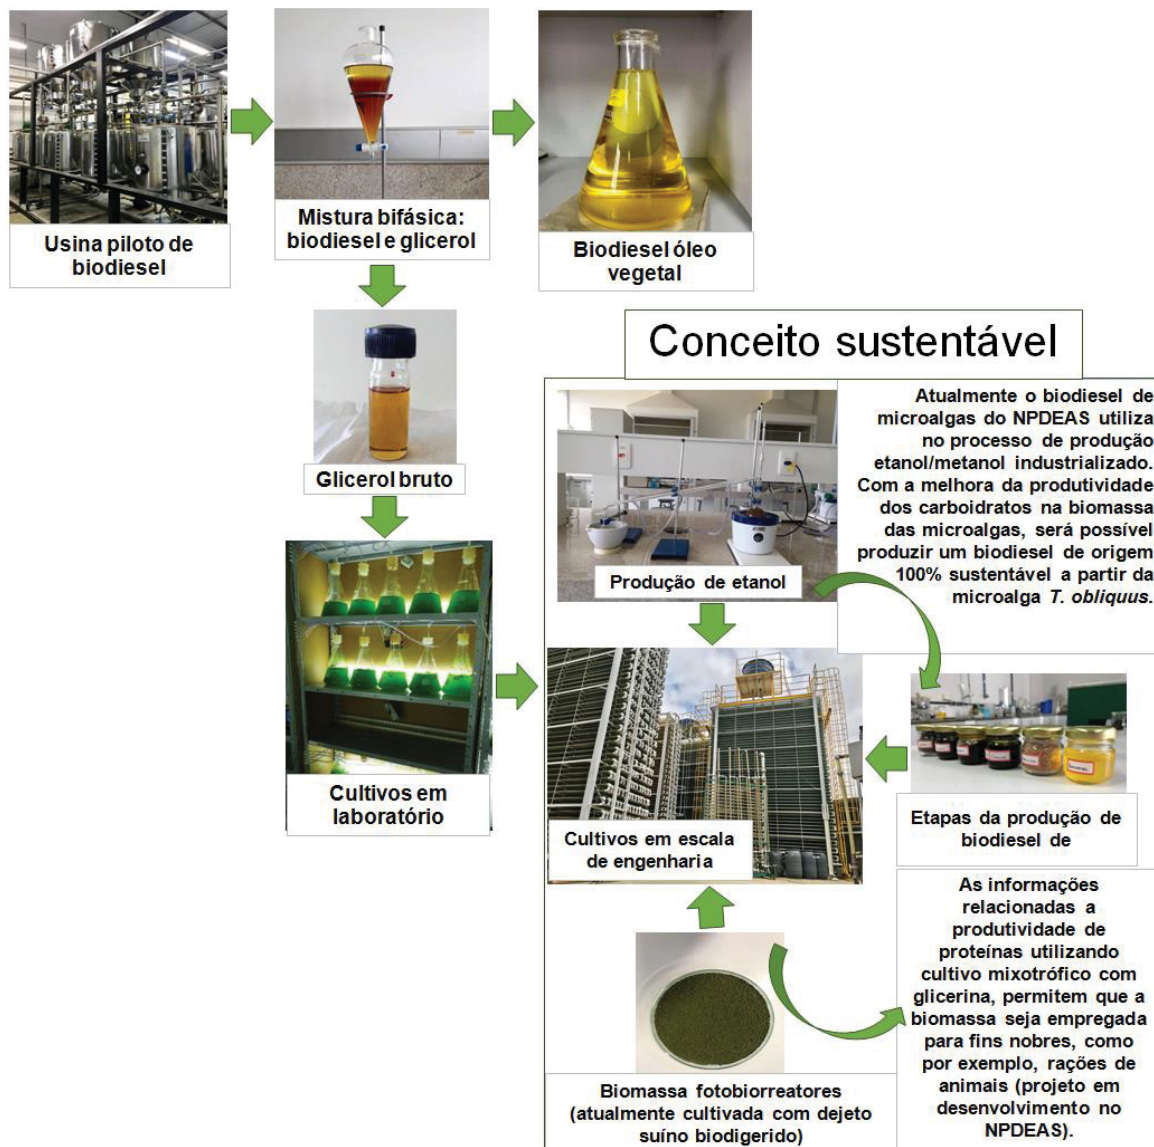 Usina piloto de
biodiesel
Mistura bifásica:
biodiesel e glicerol
Biodiesel óleo
vegetal
Glicerol bruto
Cultivos em
laboratório
Conceito sustentável
Produção de etanol
Atualmente o biodiesel de
microalgas do NPDEAS utiliza
no processo de produção
etanol/metanol industrializado.
Com a melhora da produtividade
dos carboidratos na biomassa
das microalgas, será possível
produzir um biodiesel de origem
100% sustentável a partir da
microalga T. obliquus.
Cultivos em escala
de engenharia
Etapas da produção de
biodiesel de
Biomassa fotobiorreatores
(atualmente cultivada com dejeto
suíno biodigerido)
As informações
relacionadas a
produtividade de
proteínas utilizando
cultivo mixotrófico com
glicerina, permitem que a
biomassa seja empregada
para fins nobres, como
por exemplo, rações de
animais (projeto em
desenvolvimento no
NPDEAS).